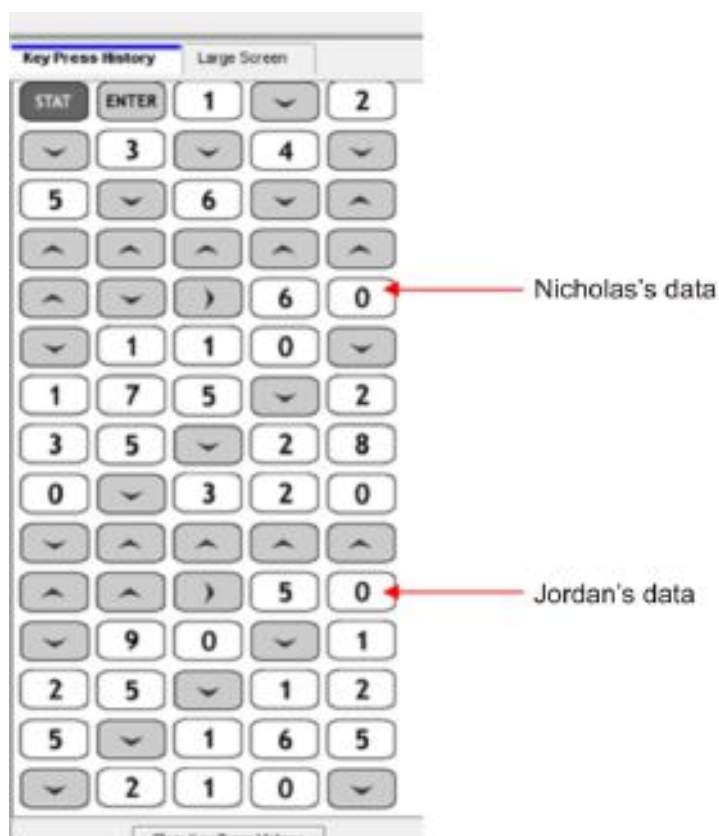 Key Press History Large Screen
STAT ENTER 1 2
3 4
5 6
6 0 Nicholas's data
1 1 0
1 7 5 2
3 5 2 8
0 3 2 0
5 0 Jordan's data
9 0 1
2 5 1 2
5 1 6 5
2 1 0